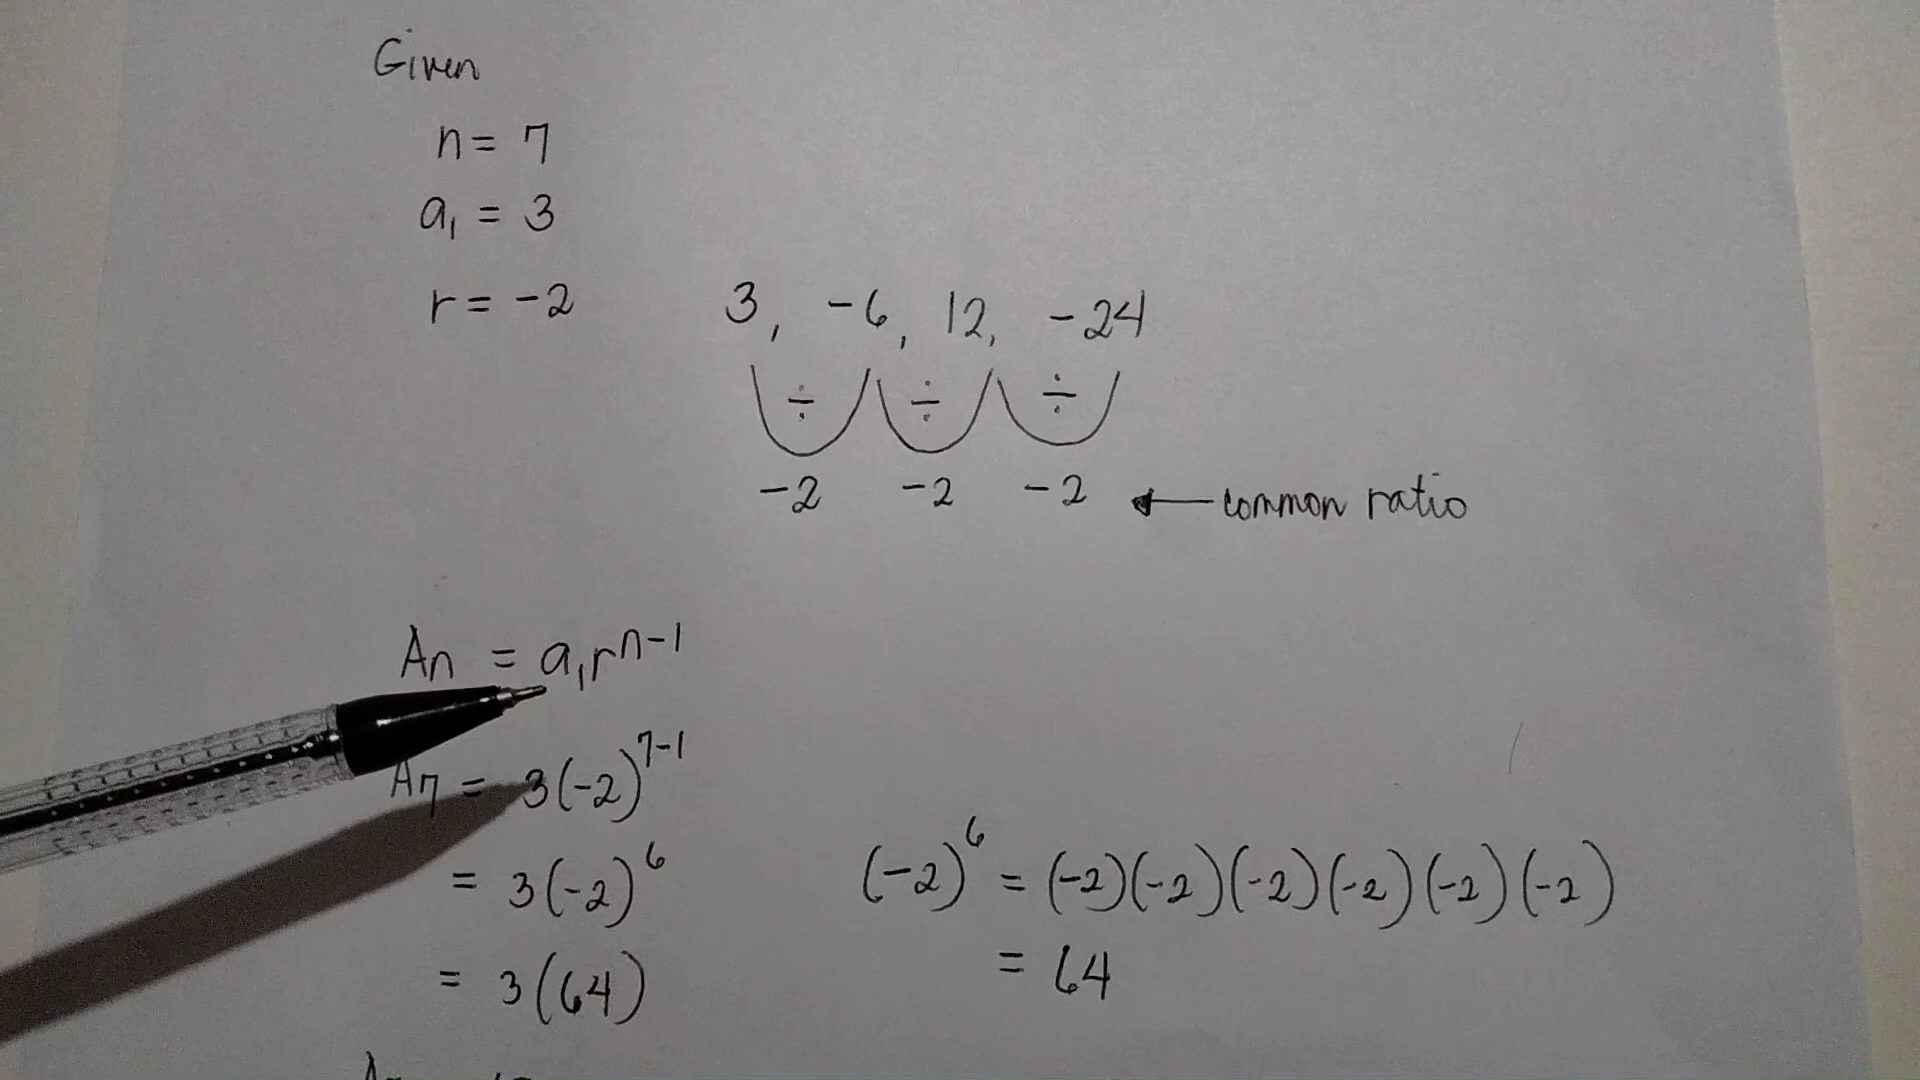 Given
n = 7
a₁ = 3
r = -2
3, -6, 12, -24
÷ ÷ ÷
-2 -2 -2 ← common ratio
An = a₁rⁿ⁻¹
A₇ = 3(-2)⁷⁻¹
= 3(-2)⁶
(-2)⁶ = (-2)(-2)(-2)(-2)(-2)(-2)
= 3(64)
= 64